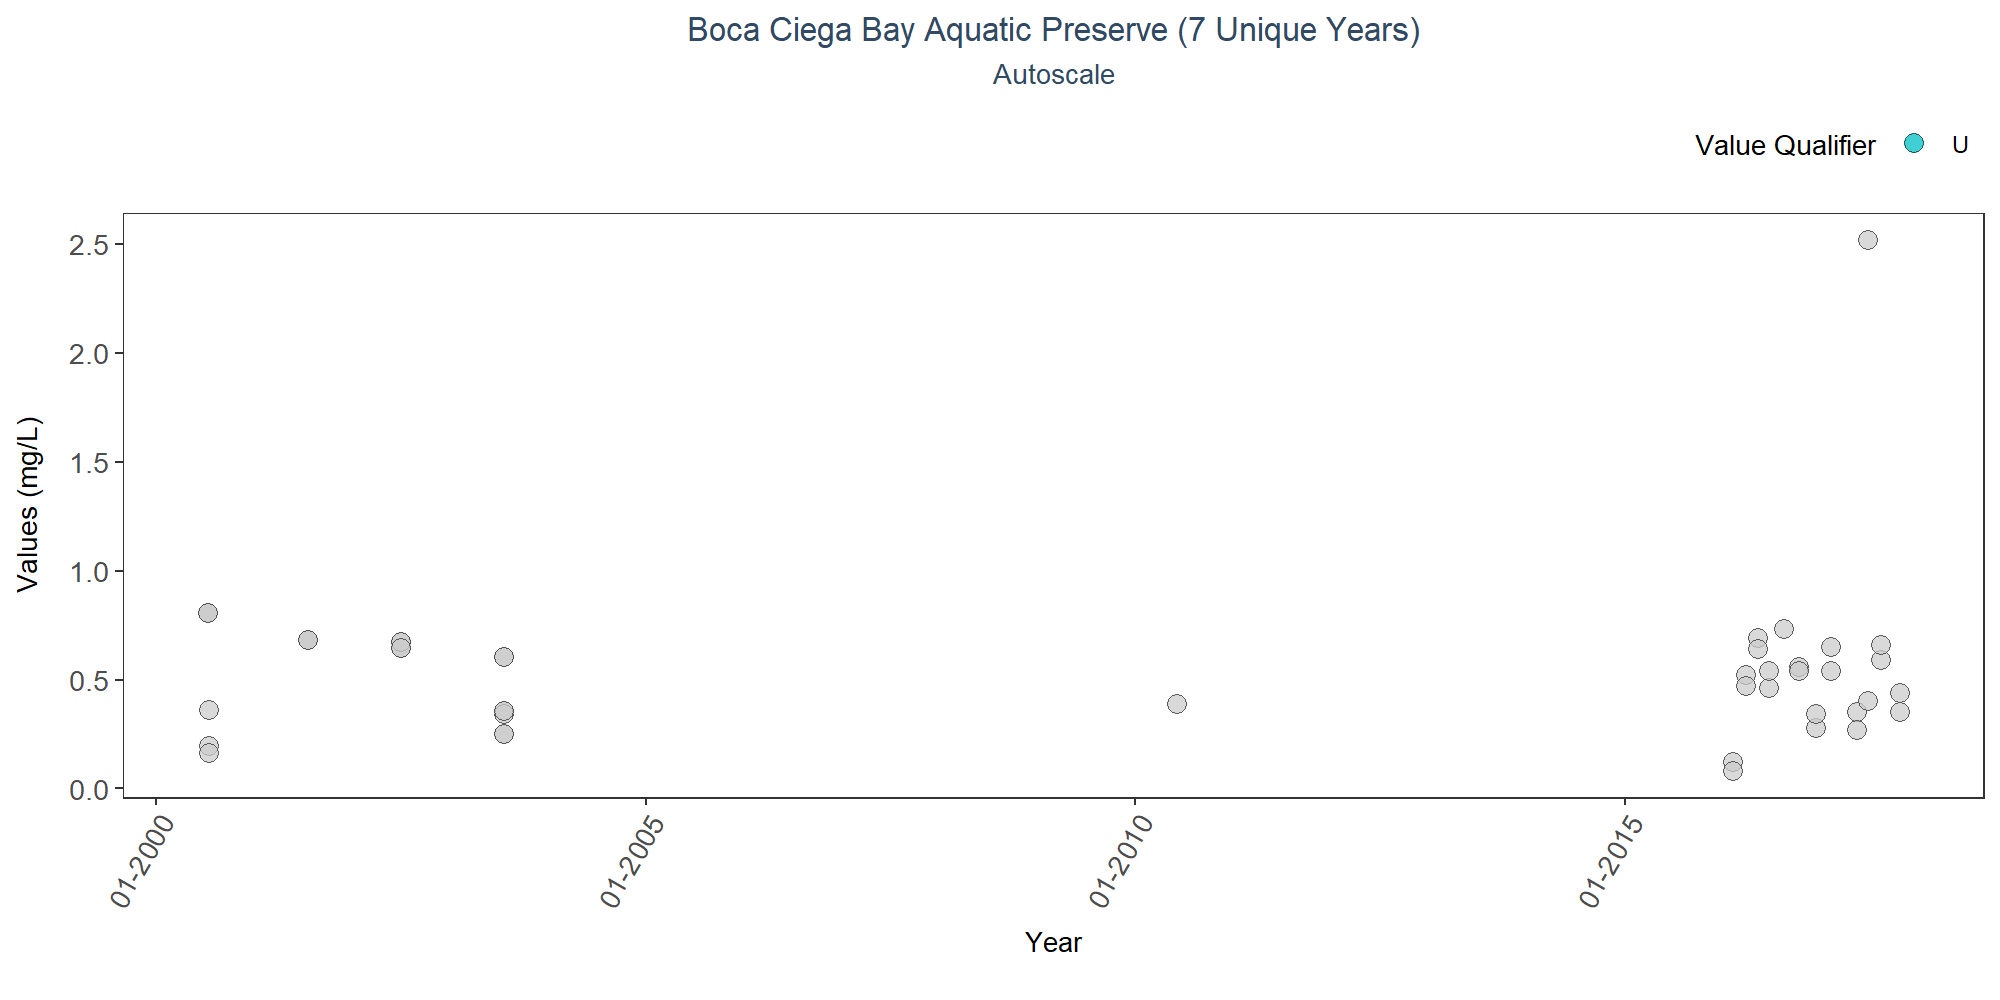 Boca Ciega Bay Aquatic Preserve (7 Unique Years)
Autoscale
Value Qualifier U
2.5
2.0
1.5
1.0
0.5
0.0
Values (mg/L)
01-2000
01-2005
01-2010
01-2015
Year